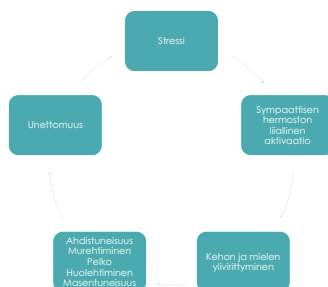 Stressi
Sympaattisen
hermoston
liiallinen
aktivaatio
Kehon ja mielen
ylivirittyminen
Ahdistuneisuus
Murehtiminen
Pelko
Huolehtiminen
Masentuneisuus
Unettomuus